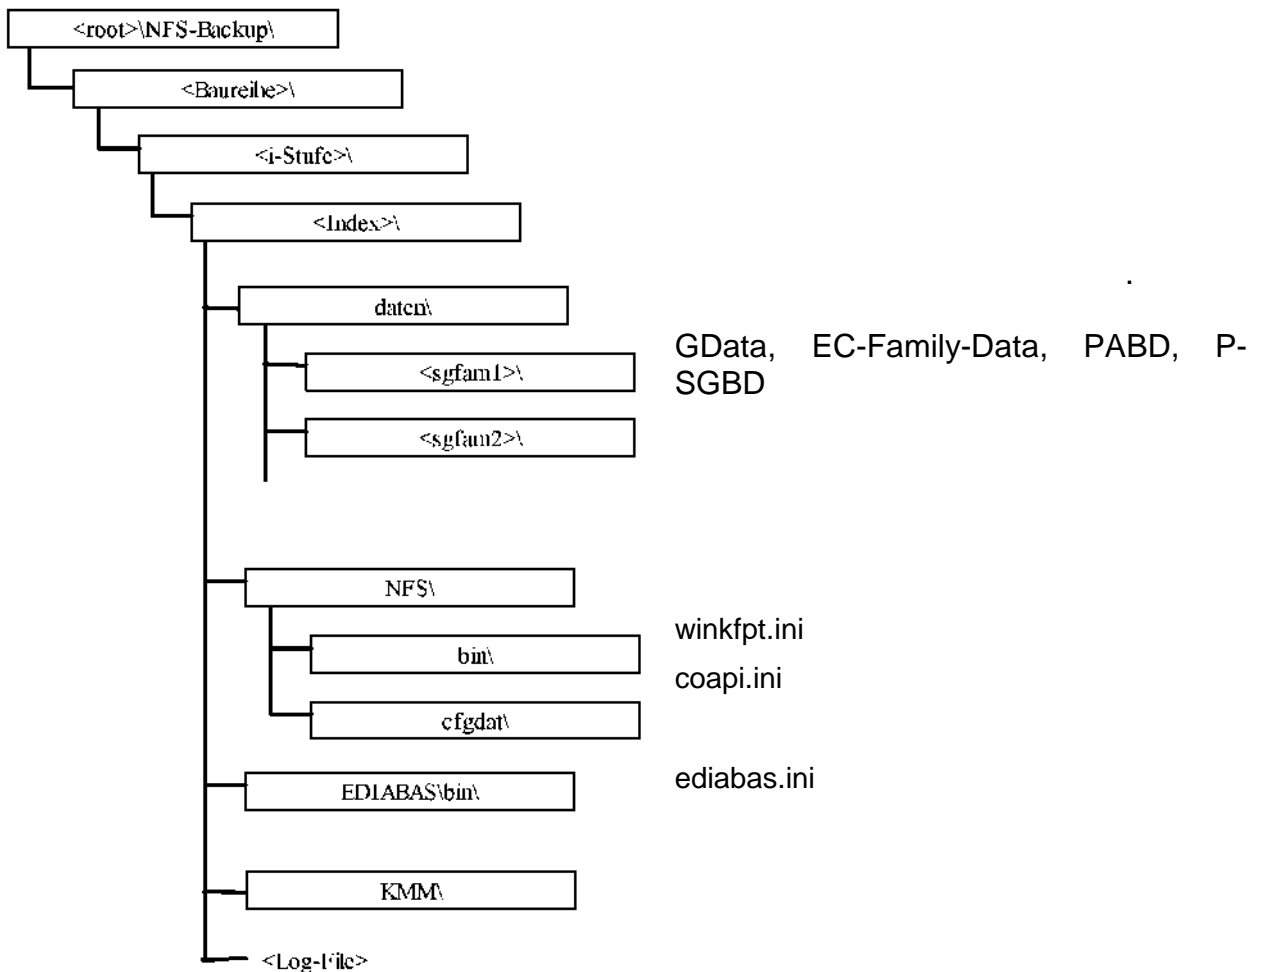 <root>\NFS-Backup\
<Baureihe>\
<i-Stufe>\
<Index>\
daten\
.
GData, EC-Family-Data, PABD, P-
SGBD
<sgfam1>\
<sgfam2>\
NFS\
winkfpt.ini
bin\
coapi.ini
cfgdat\
ediabas.ini
EDIABAS\bin\
KMM\
<Log-File>